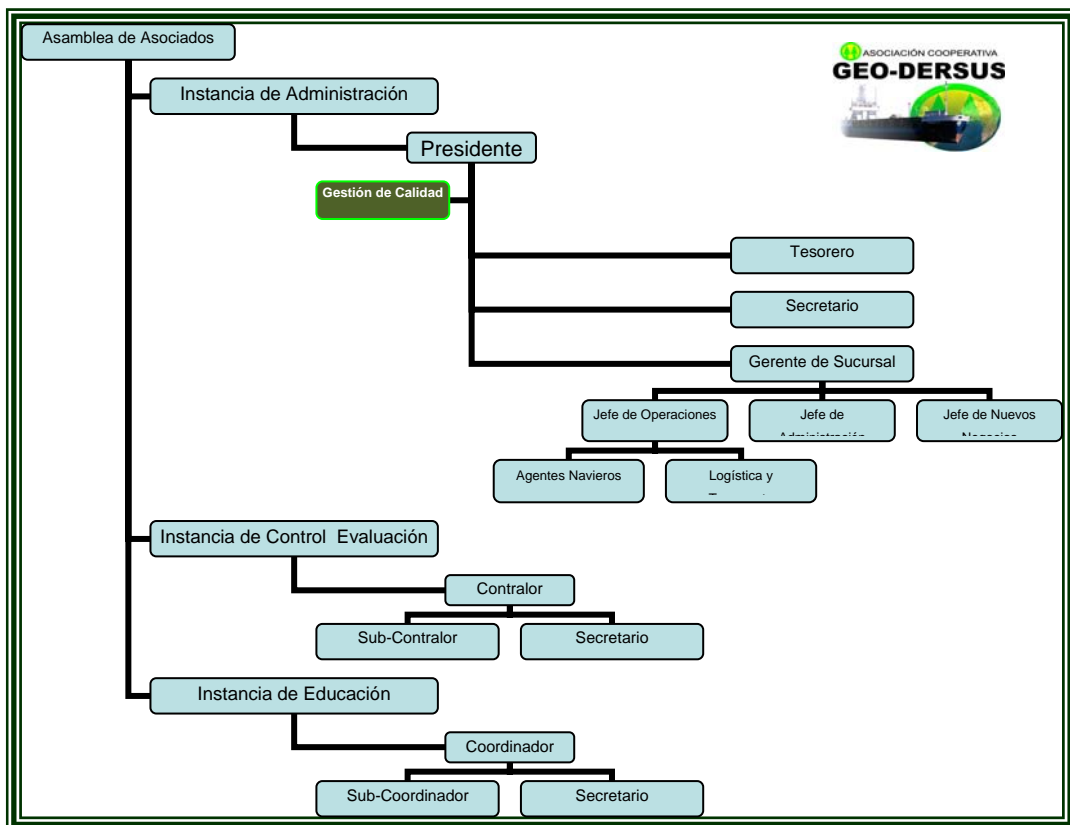 Asamblea de Asociados
ASOCIACIÓN COOPERATIVA
GEO-DERSUS
Instancia de Administración
Presidente
Gestión de Calidad
Tesorero
Secretario
Gerente de Sucursal
Jefe de Operaciones
Jefe de
Jefe de Nuevos
Agentes Navieros
Logística y
Instancia de Control Evaluación
Contralor
Sub-Contralor
Secretario
Instancia de Educación
Coordinador
Sub-Coordinador
Secretario